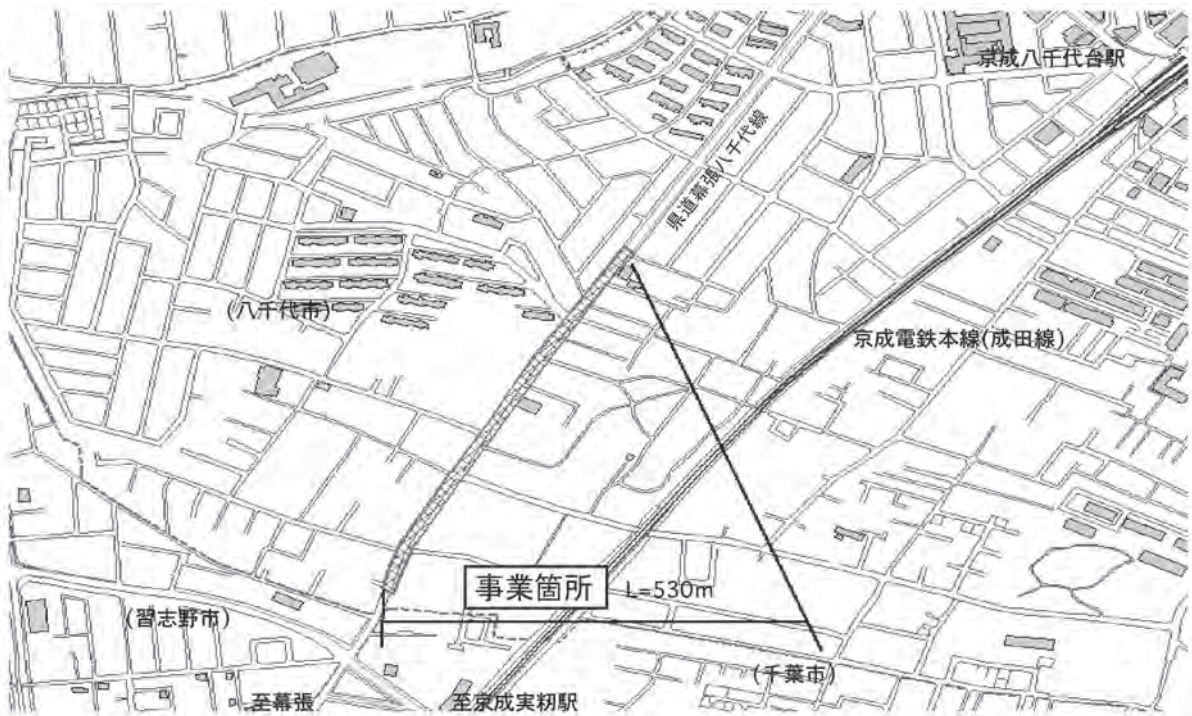 京成八千代台駅
県道幕張八千代線
(八千代市)
京成電鉄本線(成田線)
事業箇所
L=530m
(習志野市)
(千葉市)
至幕張
至京成実籾駅